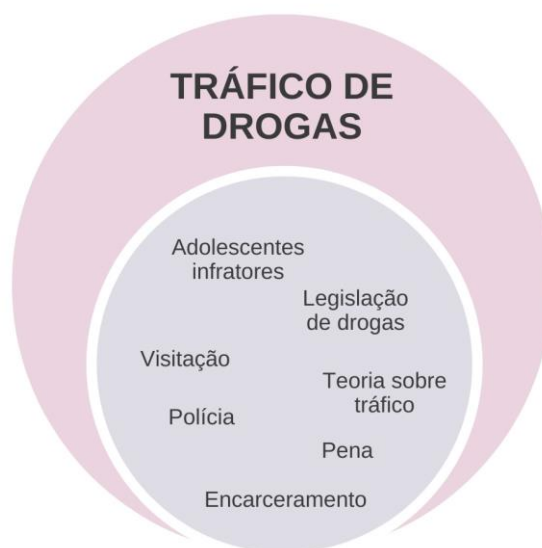 TRÁFICO DE
DROGAS
Adolescentes
infratores
Legislação
de drogas
Visitação
Teoria sobre
tráfico
Polícia
Pena
Encarceramento